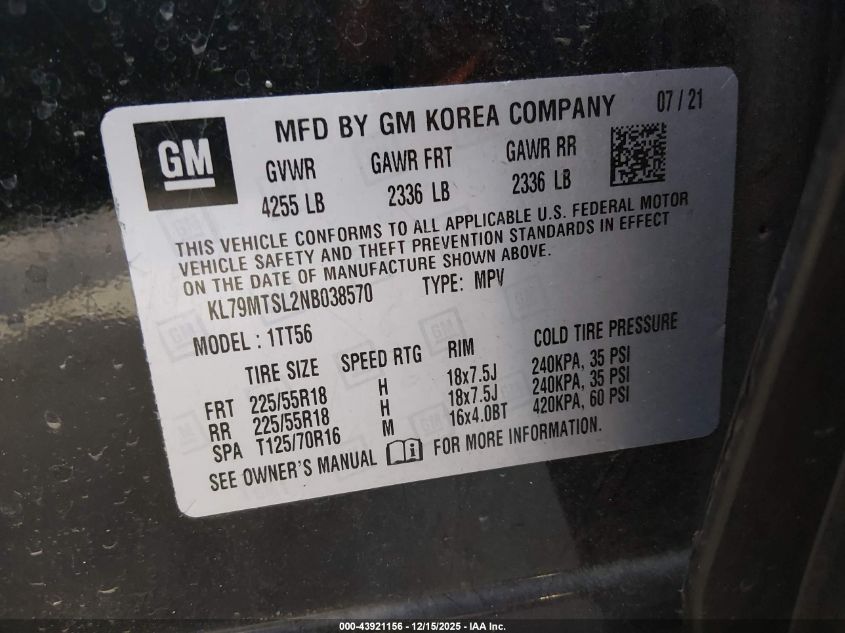 GM
MFD BY GM KOREA COMPANY 07 / 21
GVWR GAWR FRT GAWR RR
4255 LB 2336 LB 2336 LB
THIS VEHICLE CONFORMS TO ALL APPLICABLE U.S. FEDERAL MOTOR
VEHICLE SAFETY AND THEFT PREVENTION STANDARDS IN EFFECT
ON THE DATE OF MANUFACTURE SHOWN ABOVE.
KL79MTSL2NB038570 TYPE: MPV
MODEL : 1TT56
TIRE SIZE SPEED RTG RIM COLD TIRE PRESSURE
FRT 225/55R18 H 18x7.5J 240KPA, 35 PSI
RR 225/55R18 H 18x7.5J 240KPA, 35 PSI
SPA T125/70R16 M 16x4.0BT 420KPA, 60 PSI
SEE OWNER'S MANUAL i FOR MORE INFORMATION.
000-43921156 - 12/15/2025 - IAA Inc.